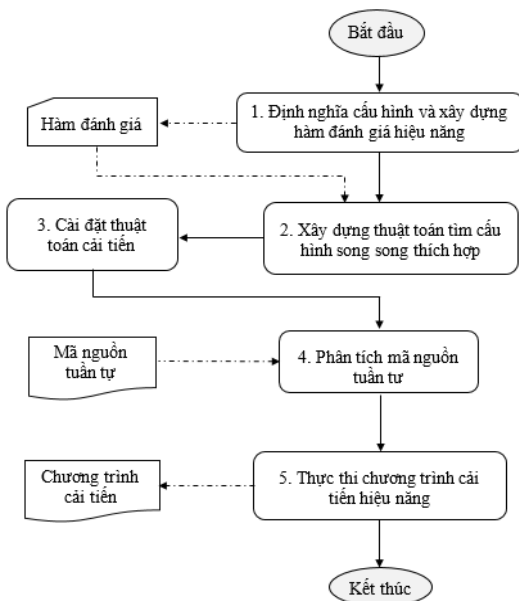 Bắt đầu
1. Định nghĩa cấu hình và xây dựng
hàm đánh giá hiệu năng
Hàm đánh giá
3. Cài đặt thuật
toán cải tiến
2. Xây dựng thuật toán tìm cấu
hình song song thích hợp
Mã nguồn
tuần tự
4. Phân tích mã nguồn
tuần tư
Chương trình
cải tiến
5. Thực thi chương trình cải
tiến hiệu năng
Kết thúc